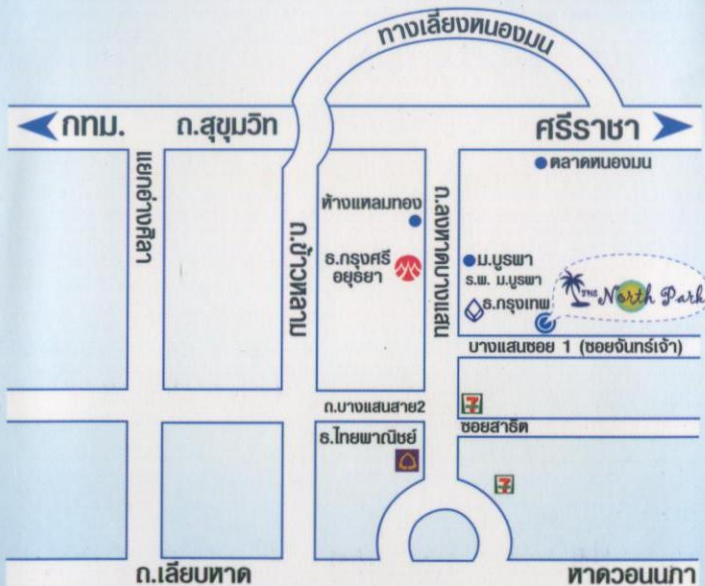 ทางเลี่ยงหนองมน
กทม.
ถ.สุขุมวิท
ศรีราชา
ตลาดหนองมน
แยกอ่างศิลา
ห้างแหลมทอง
ถ.ลงหาดบางแสน
ถ.ข้าวหลาม
ธ.กรุงศรี
อยุธยา
ม.บูรพา
ร.พ. ม.บูรพา
ธ.กรุงเทพ
THE North Park
บางแสนซอย 1 (ซอยจันทร์เจ้า)
ถ.บางแสนสาย2
7
ซอยสาธิต
ธ.ไทยพาณิชย์
7
ถ.เลียบหาด
หาดวอนนภา